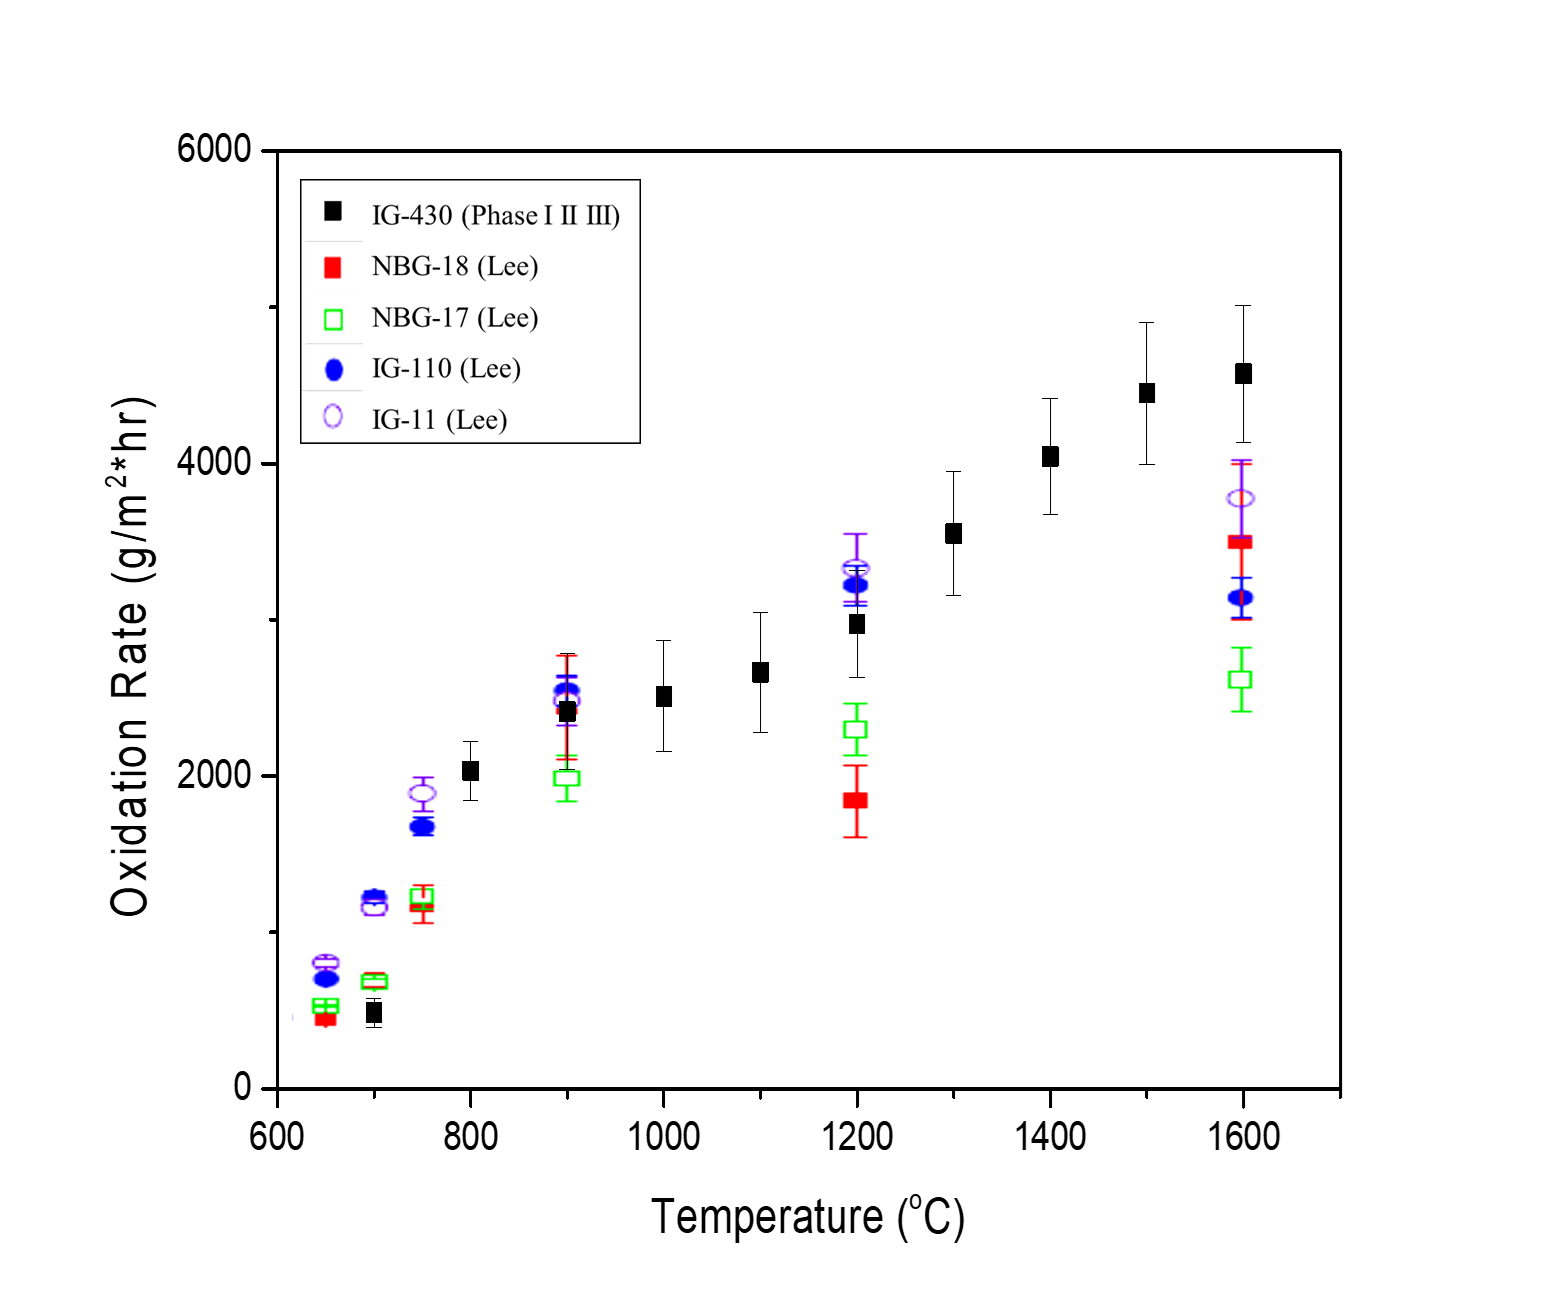 6000
4000
2000
0
IG-430 (Phase I II III)
NBG-18 (Lee)
NBG-17 (Lee)
IG-110 (Lee)
IG-11 (Lee)
Oxidation Rate (g/m²*hr)
600 800 1000 1200 1400 1600
Temperature (°C)